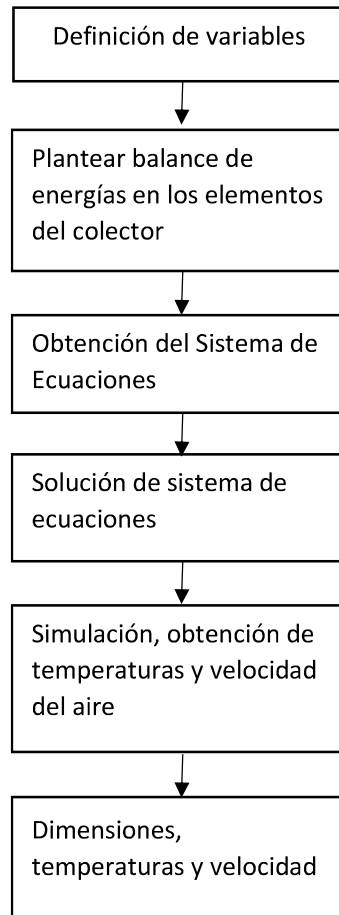 Definición de variables
Plantear balance de
energías en los elementos
del colector
Obtención del Sistema de
Ecuaciones
Solución de sistema de
ecuaciones
Simulación, obtención de
temperaturas y velocidad
del aire
Dimensiones,
temperaturas y velocidad